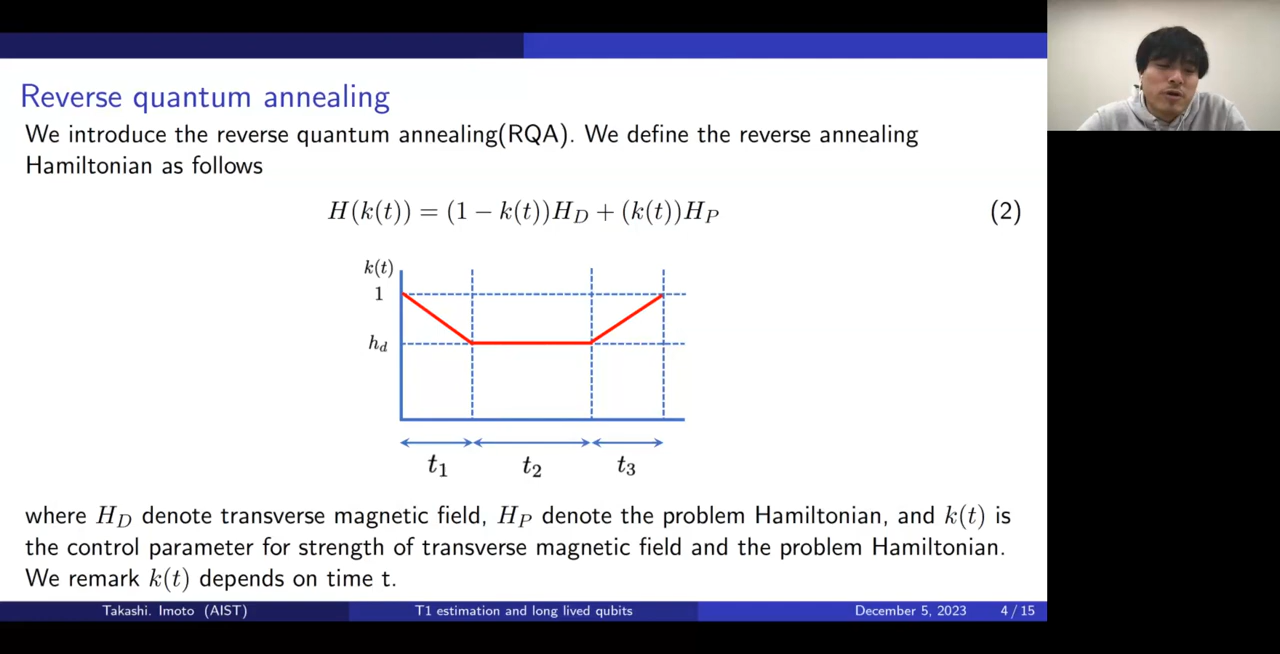 Reverse quantum annealing
We introduce the reverse quantum annealing(RQA). We define the reverse annealing
Hamiltonian as follows
H(k(t)) = (1 − k(t))H_D + (k(t))H_P (2)
k(t)
1
h_d
t_1 t_2 t_3
where H_D denote transverse magnetic field, H_P denote the problem Hamiltonian, and k(t) is
the control parameter for strength of transverse magnetic field and the problem Hamiltonian.
We remark k(t) depends on time t.
Takashi. Imoto (AIST) T1 estimation and long lived qubits December 5, 2023 4 / 15